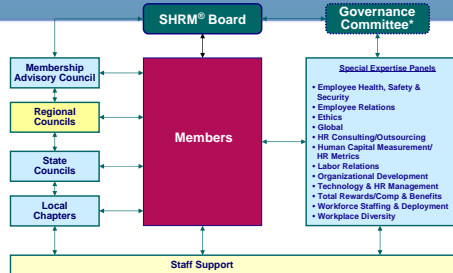 SHRM® Board
Governance
Committee*
Membership
Advisory Council
Regional
Councils
State
Councils
Local
Chapters
Members
Special Expertise Panels
• Employee Health, Safety &
Security
• Employee Relations
• Ethics
• Global
• HR Consulting/Outsourcing
• Human Capital Measurement/
HR Metrics
• Labor Relations
• Organizational Development
• Technology & HR Management
• Total Rewards/Comp & Benefits
• Workforce Staffing & Deployment
• Workplace Diversity
Staff Support